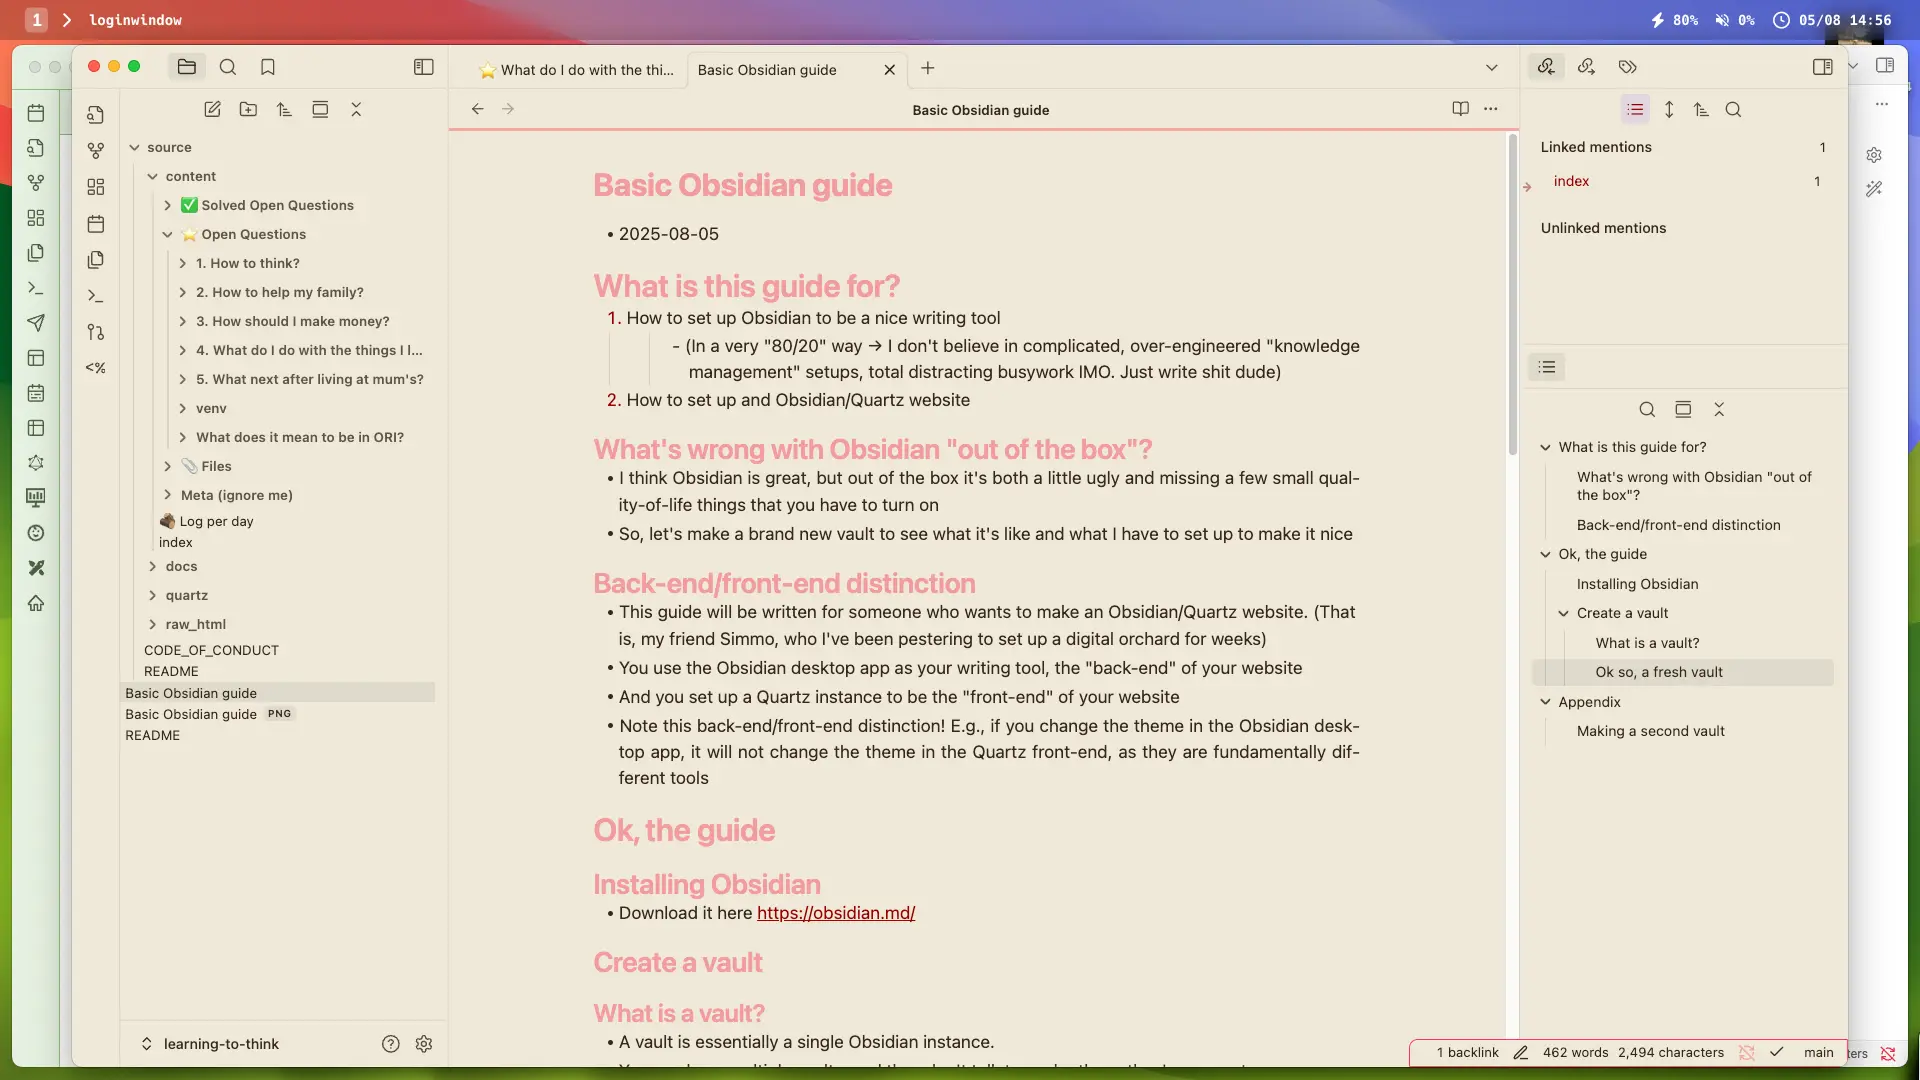 1 loginwindow
80% 0% 05/08 14:56
What do I do with the thi... Basic Obsidian guide
Basic Obsidian guide
source
content
Solved Open Questions
Open Questions
1. How to think?
2. How to help my family?
3. How should I make money?
4. What do I do with the things I l...
5. What next after living at mum's?
venv
What does it mean to be in ORI?
Files
Meta (ignore me)
Log per day
index
docs
quartz
raw_html
CODE_OF_CONDUCT
README
Basic Obsidian guide
Basic Obsidian guide PNG
README
learning-to-think
Basic Obsidian guide
• 2025-08-05
What is this guide for?
1. How to set up Obsidian to be a nice writing tool
- (In a very "80/20" way → I don't believe in complicated, over-engineered "knowledge
management" setups, total distracting busywork IMO. Just write shit dude)
2. How to set up and Obsidian/Quartz website
What's wrong with Obsidian "out of the box"?
• I think Obsidian is great, but out of the box it's both a little ugly and missing a few small qual-
ity-of-life things that you have to turn on
• So, let's make a brand new vault to see what it's like and what I have to set up to make it nice
Back-end/front-end distinction
• This guide will be written for someone who wants to make an Obsidian/Quartz website. (That
is, my friend Simmo, who I've been pestering to set up a digital orchard for weeks)
• You use the Obsidian desktop app as your writing tool, the "back-end" of your website
• And you set up a Quartz instance to be the "front-end" of your website
• Note this back-end/front-end distinction! E.g., if you change the theme in the Obsidian desk-
top app, it will not change the theme in the Quartz front-end, as they are fundamentally dif-
ferent tools
Ok, the guide
Installing Obsidian
• Download it here https://obsidian.md/
Create a vault
What is a vault?
• A vault is essentially a single Obsidian instance.
Linked mentions 1
index 1
Unlinked mentions
What is this guide for?
What's wrong with Obsidian "out of
the box"?
Back-end/front-end distinction
Ok, the guide
Installing Obsidian
Create a vault
What is a vault?
Ok so, a fresh vault
Appendix
Making a second vault
1 backlink 462 words 2,494 characters main
ters